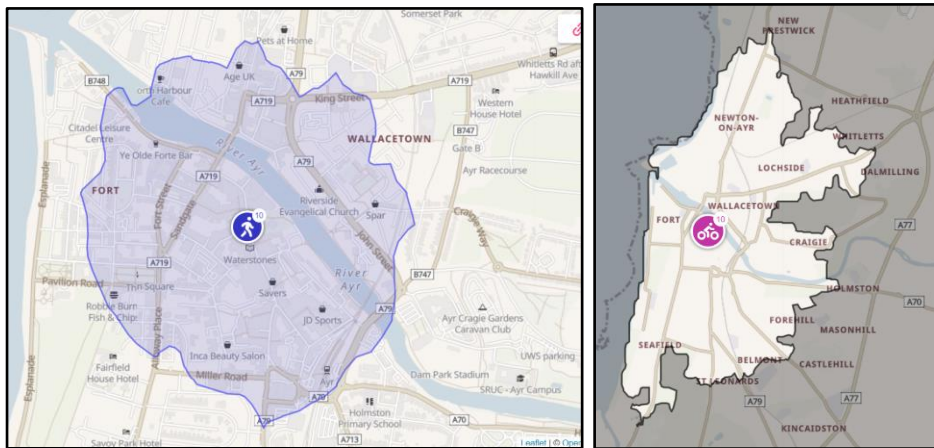 Somerset Park
Pets at Home
A79
Whitletts Rd aft
Hawkill Ave
B748
Age UK
A719
orth Harbour
Cafe
A719
King Street
Western
House Hotel
Citadel Leisure
Centre
WALLACETOWN
B747
River Ayr
Gate B
Ye Olde Forte Bar
A79
Ayr Racecourse
Esplanade
A719
FORT
Fort Street
Sandgate
Riverside
Evangelical Church
Spar
10
Craigie Way
John Street
Waterstones
A719
River
Ayr
B747
Pavilion Road
Savers
A79
Robbie Burn
Fish & Chip
JD Sports
Ayr Cragie Gardens
Caravan Club
Alloway Place
Inca Beauty Salon
UWS parking
Fairfield
House Hotel
Miller Road
Ayr
Dam Park Stadium
SRUC - Ayr Campus
Esplanade
A79
A79
Holmston
Primary School
A70
Savoy Park Hotel
A713
Leaflet | © Open
NEW
PRESTWICK
HEATHFIELD
NEWTON-
ON-AYR
WHITLETTS
LOCHSIDE
DALMILLING
WALLACETOWN
FORT
10
A77
CRAIGIE
HOLMSTON
A70
FOREHILL
MASONHILL
SEAFIELD
BELMONT
CASTLEHILL
ST LEONARDS
A79
A77
KINCAIDSTON